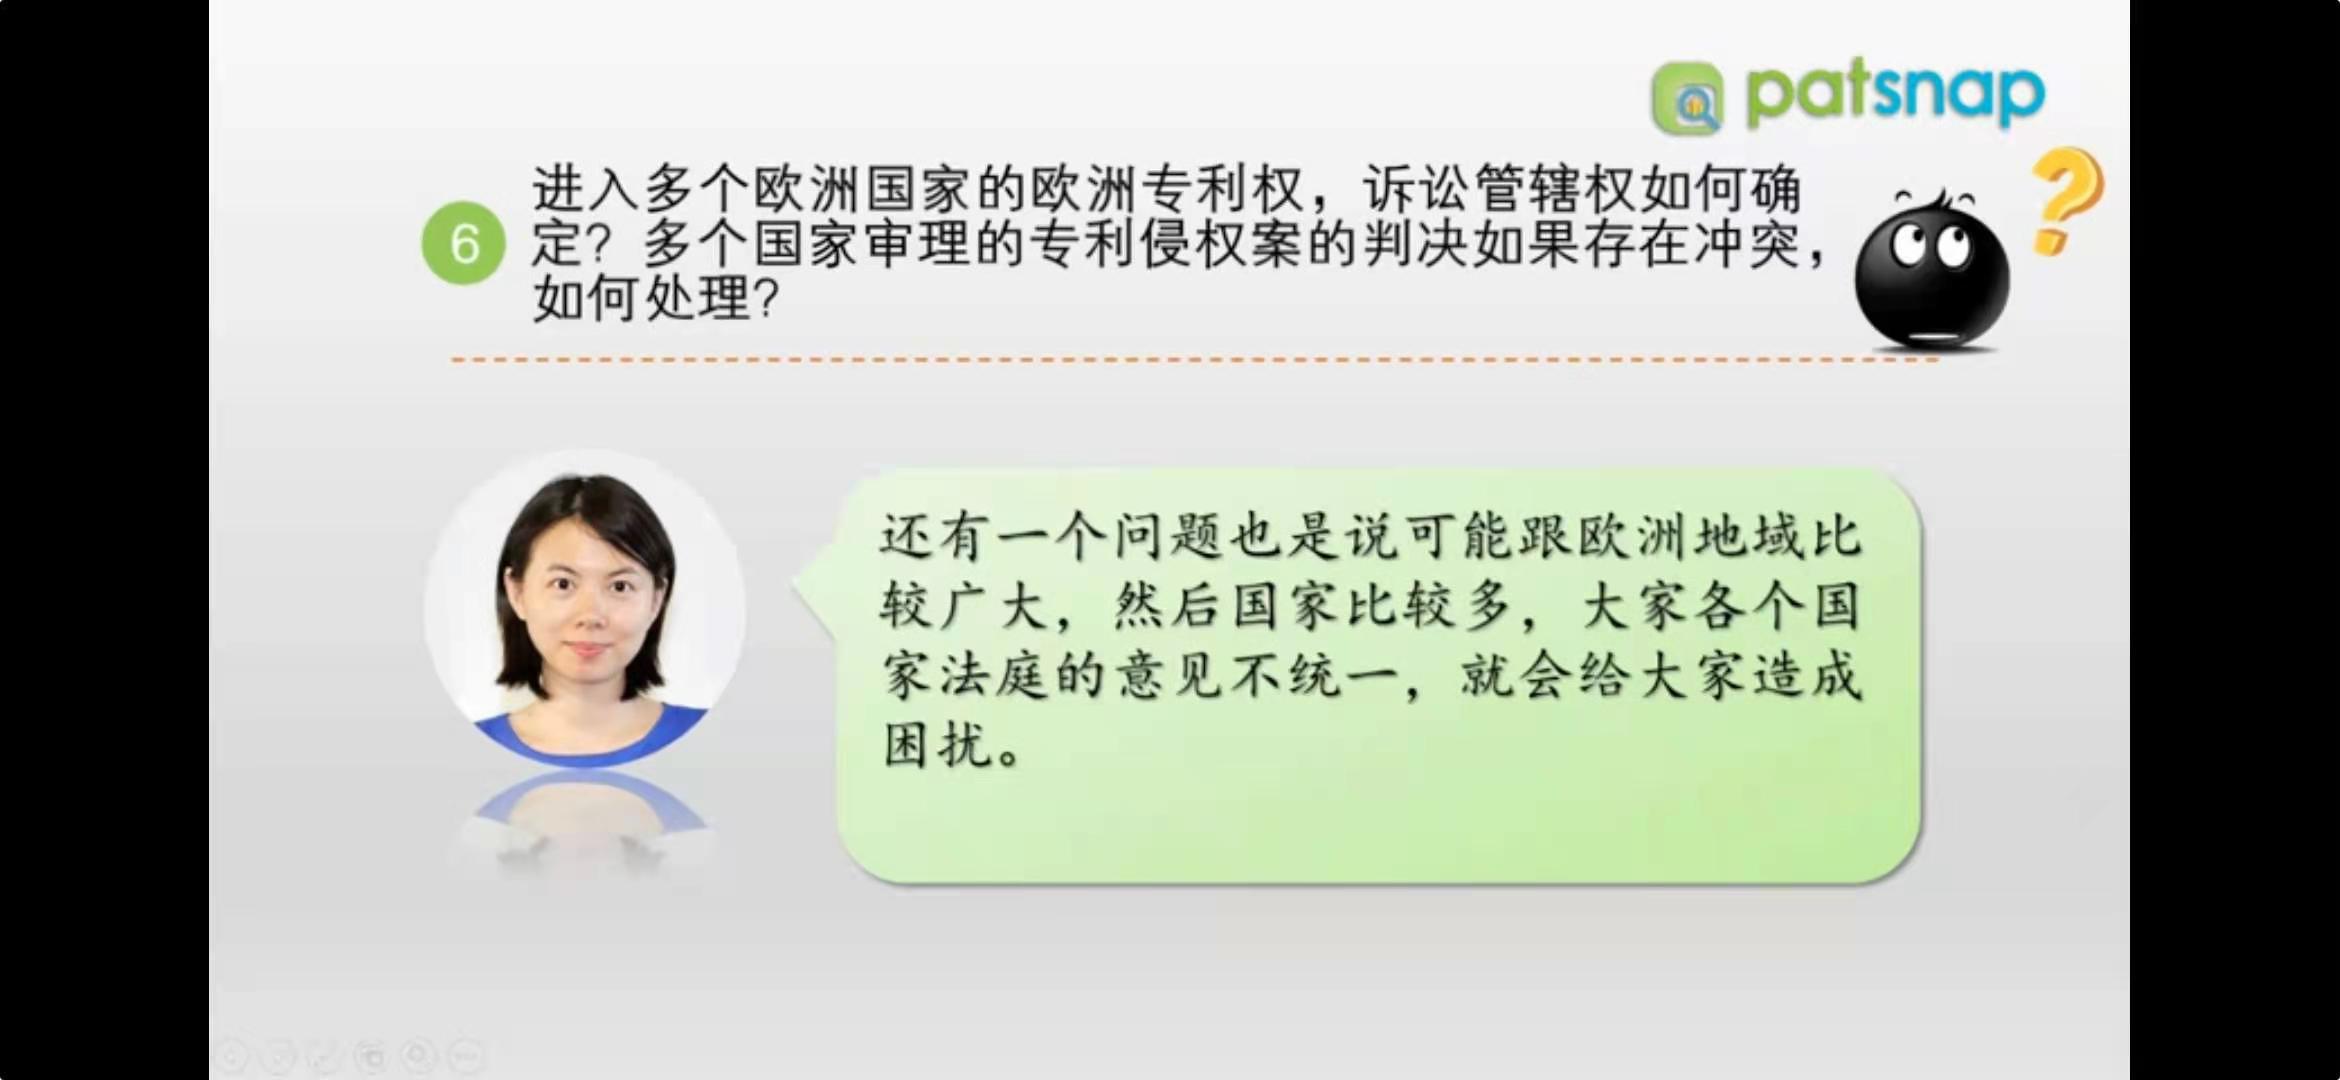 patsnap
6
进入多个欧洲国家的欧洲专利权，诉讼管辖权如何确
定？多个国家审理的专利侵权案的判决如果存在冲突，
如何处理？
还有一个问题也是说可能跟欧洲地域比
较广大，然后国家比较多，大家各个国
家法庭的意见不统一，就会给大家造成
困扰。